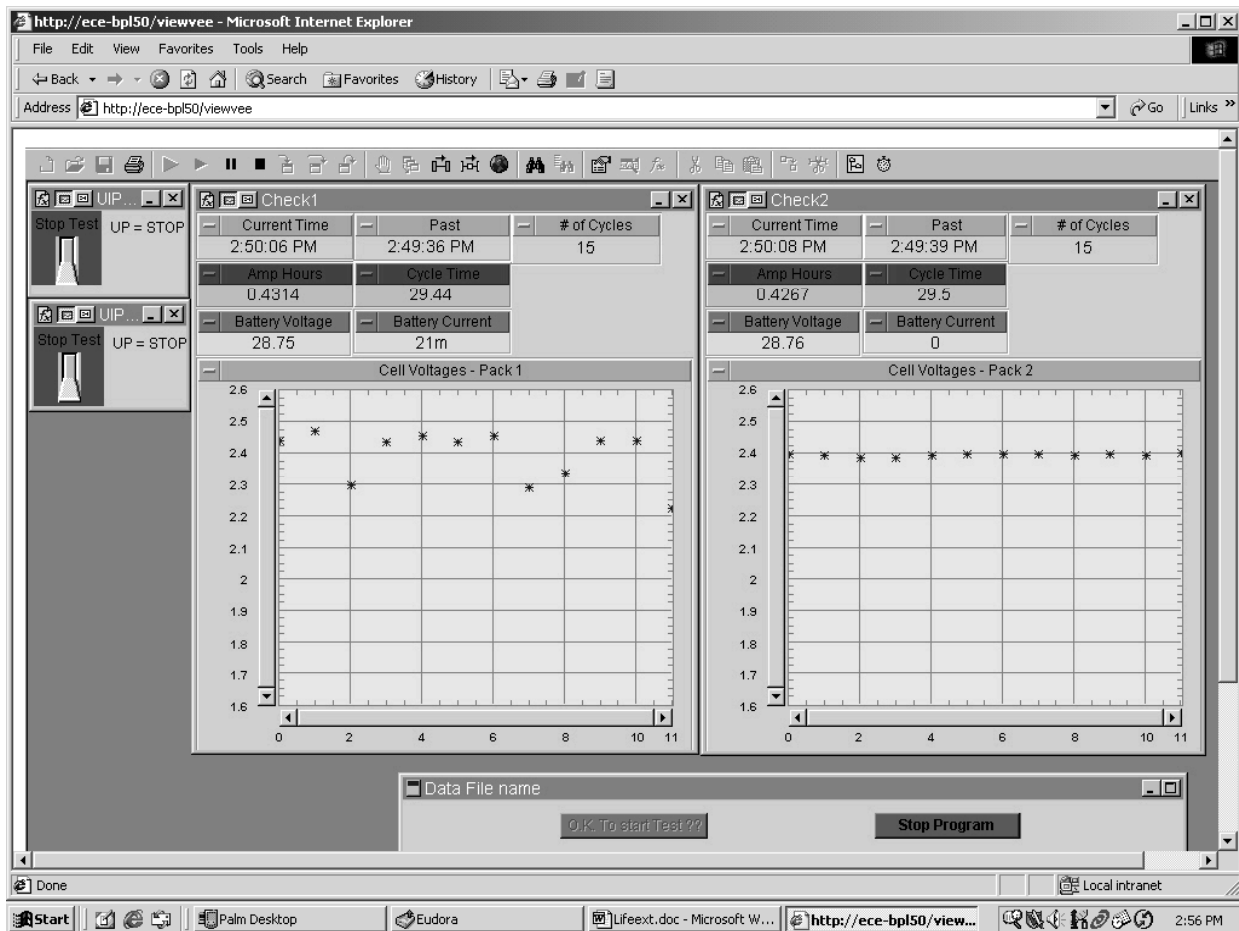 http://ece-bpl50/viewvee - Microsoft Internet Explorer
File Edit View Favorites Tools Help
Back Search Favorites History
Address http://ece-bpl50/viewvee Go Links »
UIP... Check1 Check2
Stop Test UP = STOP
Current Time Past # of Cycles
2:50:06 PM 2:49:36 PM 15
Amp Hours Cycle Time
0.4314 29.44
Battery Voltage Battery Current
28.75 21m
Cell Voltages - Pack 1
2.6
2.5
2.4
2.3
2.2
2.1
2
1.9
1.8
1.7
1.6
0 2 4 6 8 10 11
Current Time Past # of Cycles
2:50:08 PM 2:49:39 PM 15
Amp Hours Cycle Time
0.4267 29.5
Battery Voltage Battery Current
28.76 0
Cell Voltages - Pack 2
2.6
2.5
2.4
2.3
2.2
2.1
2
1.9
1.8
1.7
1.6
0 2 4 6 8 10 11
UIP...
Stop Test UP = STOP
Data File name
O.K. To start Test ?? Stop Program
Done Local intranet
Start Palm Desktop Eudora Lifeext.doc - Microsoft W... http://ece-bpl50/view... 2:56 PM